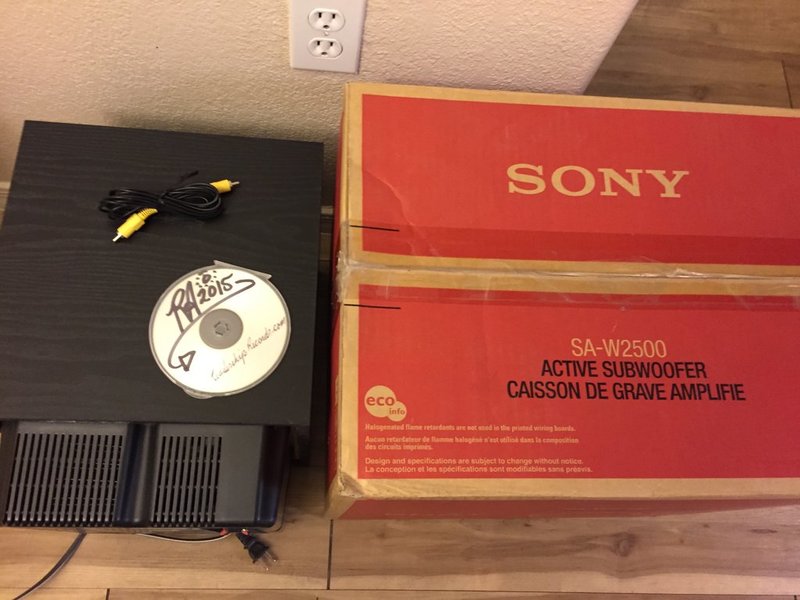 SONY
SA-W2500
ACTIVE SUBWOOFER
CAISSON DE GRAVE AMPLIFIE
eco
info
Halogenated flame retardants are not used in the printed wiring boards.
Aucun retardateur de flamme halogéné n'est utilisé dans la composition
des circuits imprimés.
Design and specifications are subject to change without notice.
La conception et les spécifications sont modifiables sans préavis.
2015